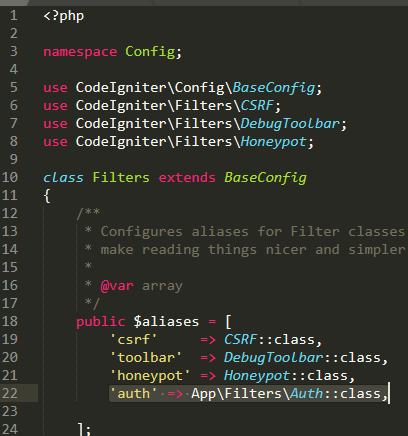 1 <?php
2
3 namespace Config;
4
5 use CodeIgniter\Config\BaseConfig;
6 use CodeIgniter\Filters\CSRF;
7 use CodeIgniter\Filters\DebugToolbar;
8 use CodeIgniter\Filters\Honeypot;
9
10 class Filters extends BaseConfig
11 {
12 /**
13 * Configures aliases for Filter classes
14 * make reading things nicer and simpler
15 *
16 * @var array
17 */
18 public $aliases = [
19 'csrf' => CSRF::class,
20 'toolbar' => DebugToolbar::class,
21 'honeypot' => Honeypot::class,
22 'auth' => App\Filters\Auth::class,
23
24 ];